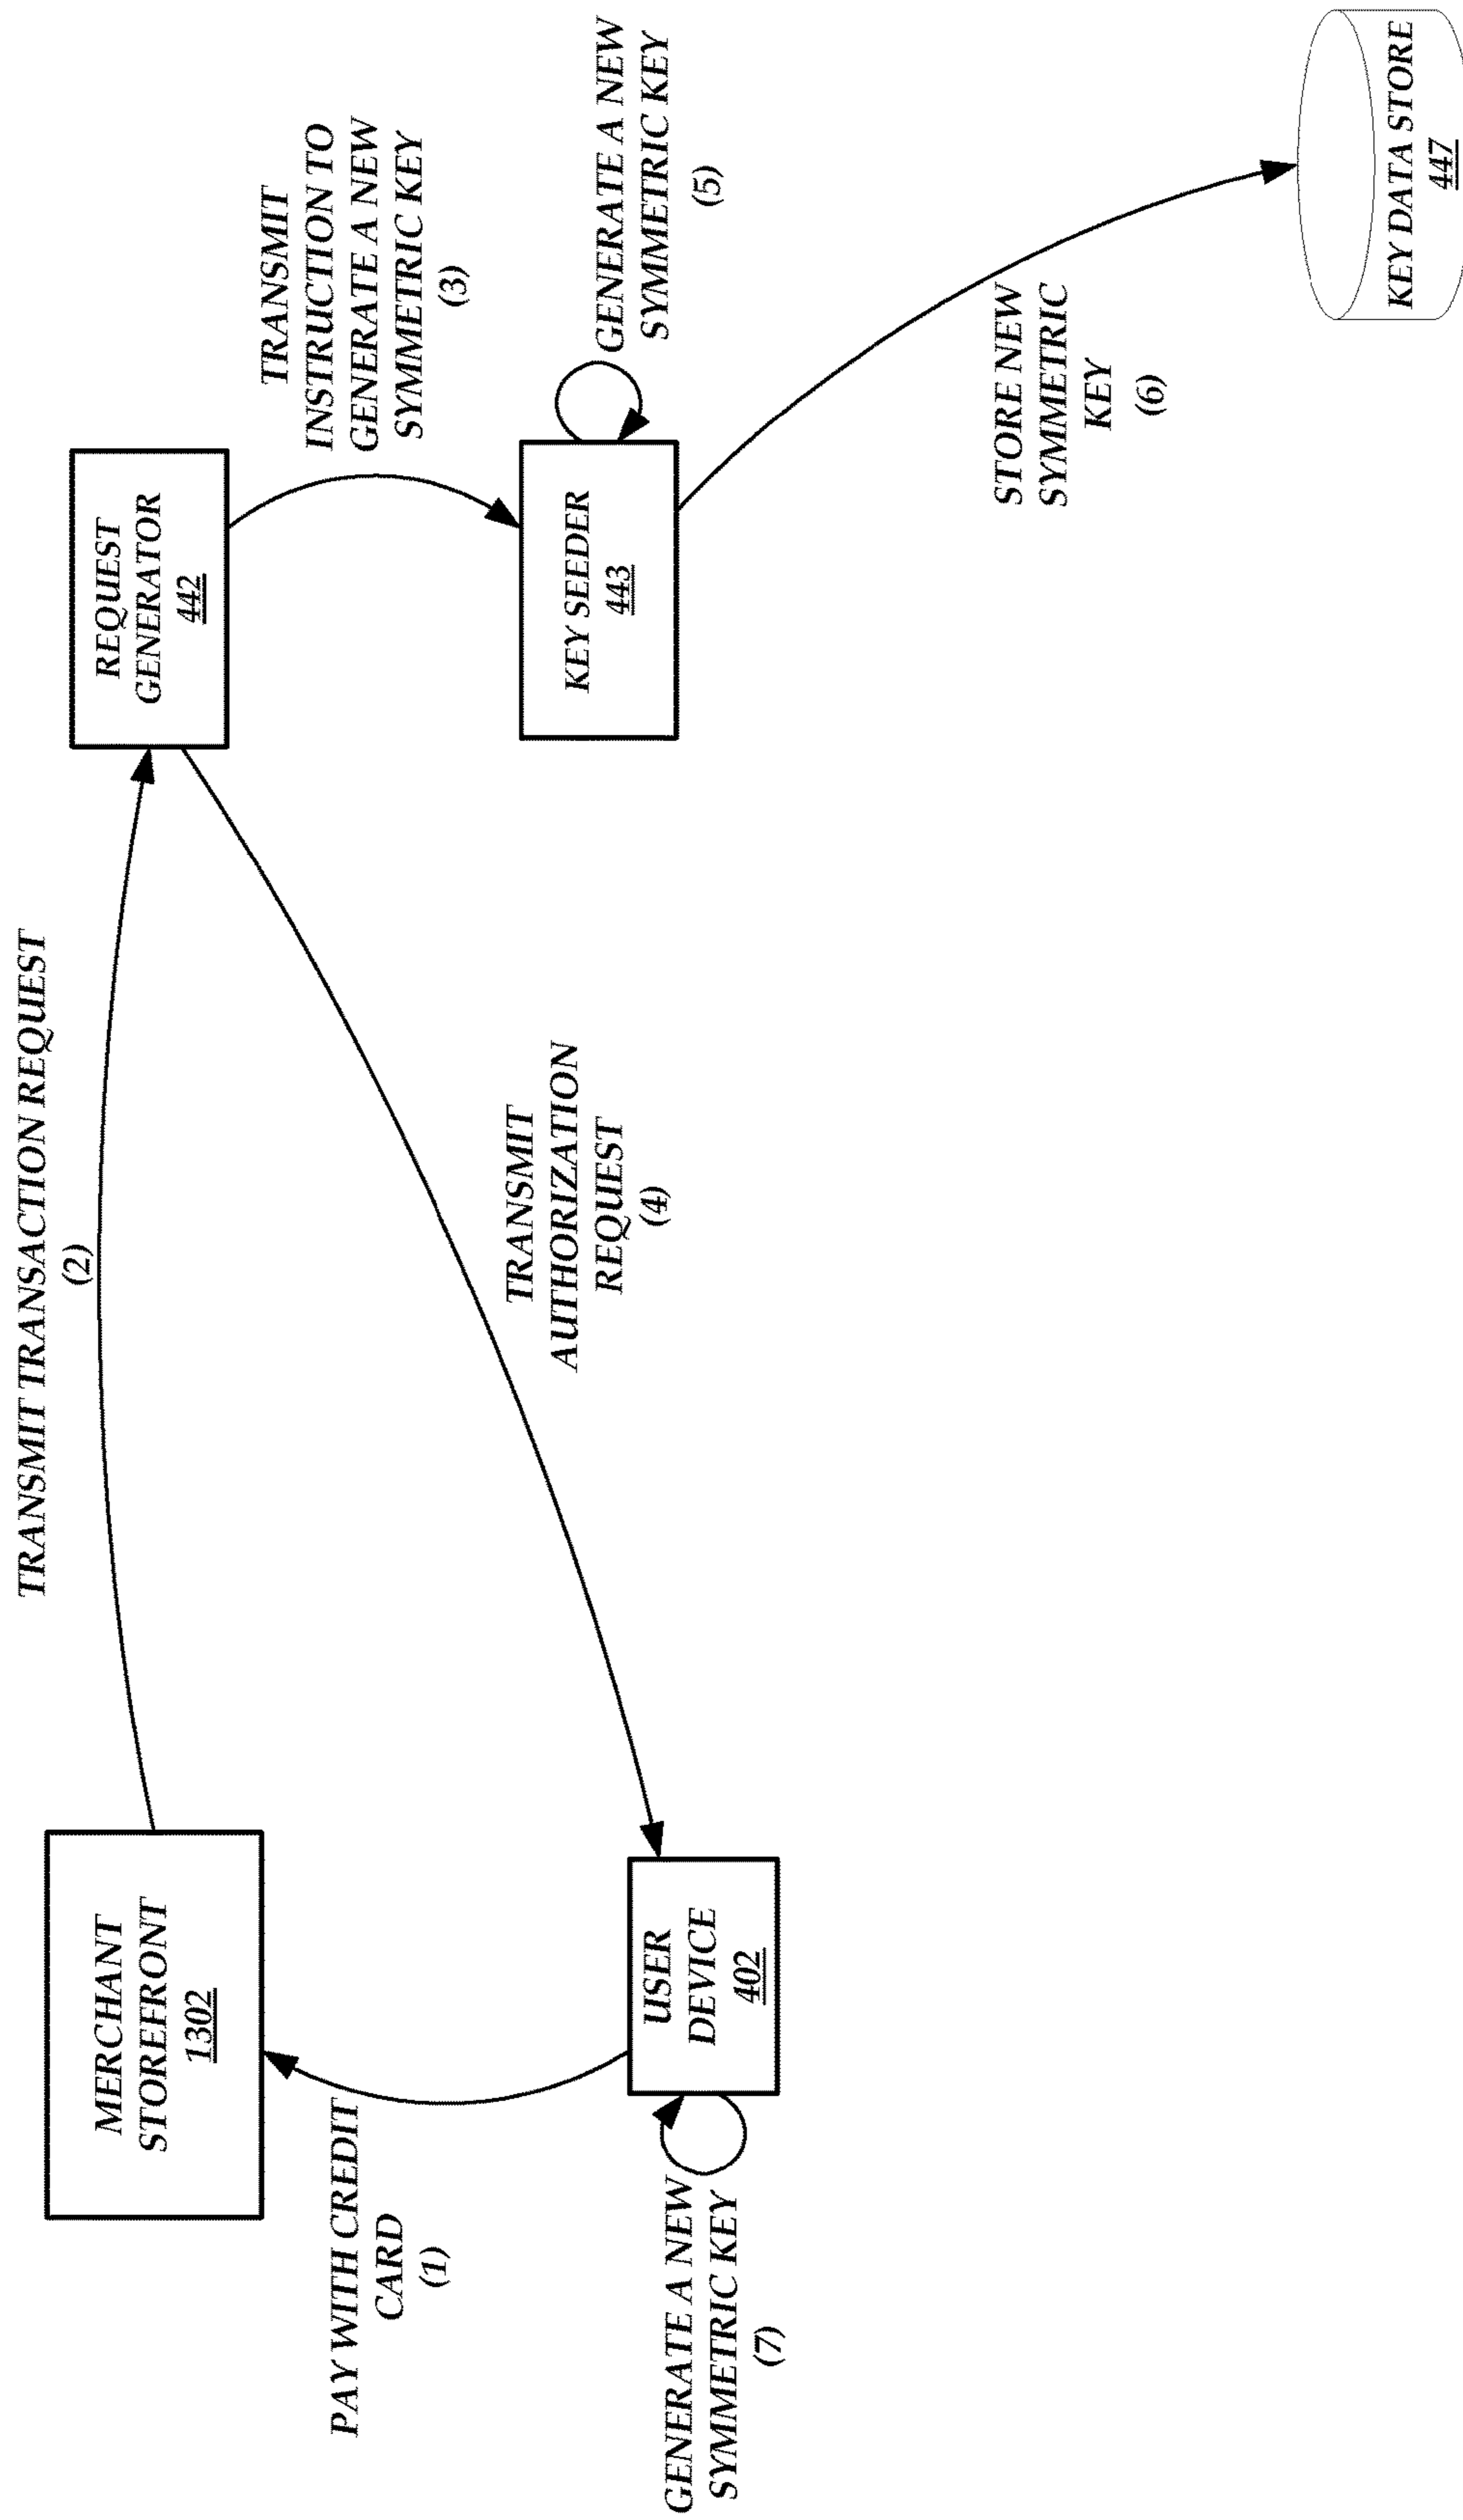 TRANSMIT TRANSACTION REQUEST
(2)
MERCHANT
STOREFRONT
1302
REQUEST
GENERATOR
442
TRANSMIT
INSTRUCTION TO
GENERATE A NEW
SYMMETRIC KEY
(3)
PAY WITH CREDIT
CARD
(1)
TRANSMIT
AUTHORIZATION
REQUEST
(4)
KEY SEEDER
443
GENERATE A NEW
SYMMETRIC KEY
(5)
GENERATE A NEW
SYMMETRIC KEY
(7)
USER
DEVICE
402
STORE NEW
SYMMETRIC
KEY
(6)
KEY DATA STORE
447